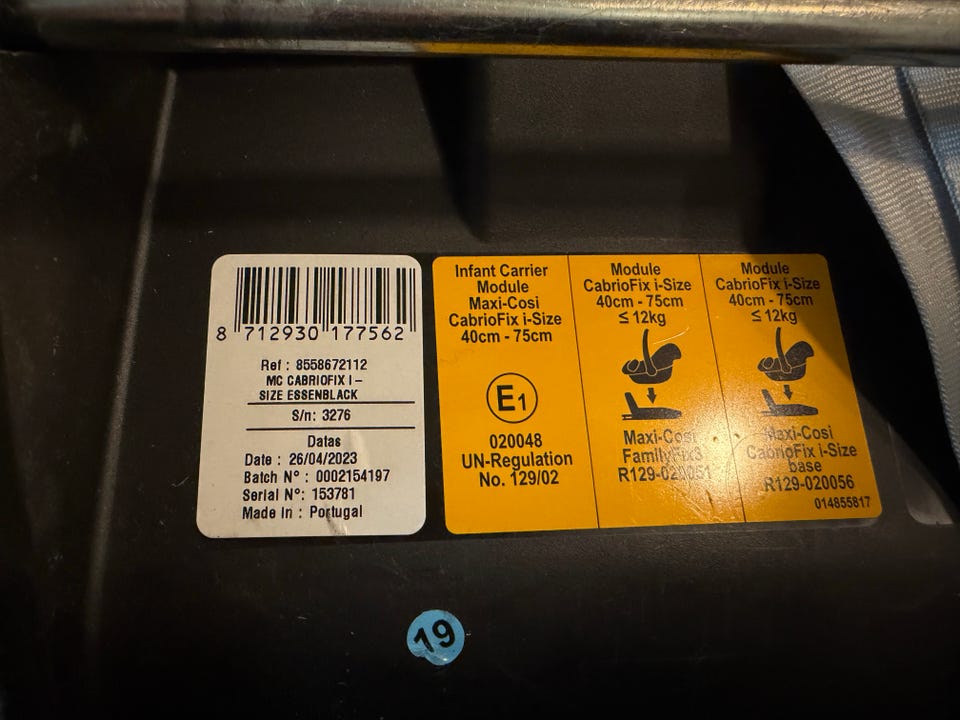 8 712930 177562
Ref : 8558672112
MC CABRIOFIX I-
SIZE ESSENBLACK
S/n: 3276
Datas
Date : 26/04/2023
Batch N° : 0002154197
Serial N°: 153781
Made In : Portugal
Infant Carrier
Module
Maxi-Cosi
CabrioFix i-Size
40cm - 75cm
E1
020048
UN-Regulation
No. 129/02
Module
CabrioFix i-Size
40cm - 75cm
≤ 12kg
Maxi-Cosi
FamilyFix3
R129-020051
Module
CabrioFix i-Size
40cm - 75cm
≤ 12kg
Maxi-Cosi
CabrioFix i-Size
base
R129-020056
014855817
19